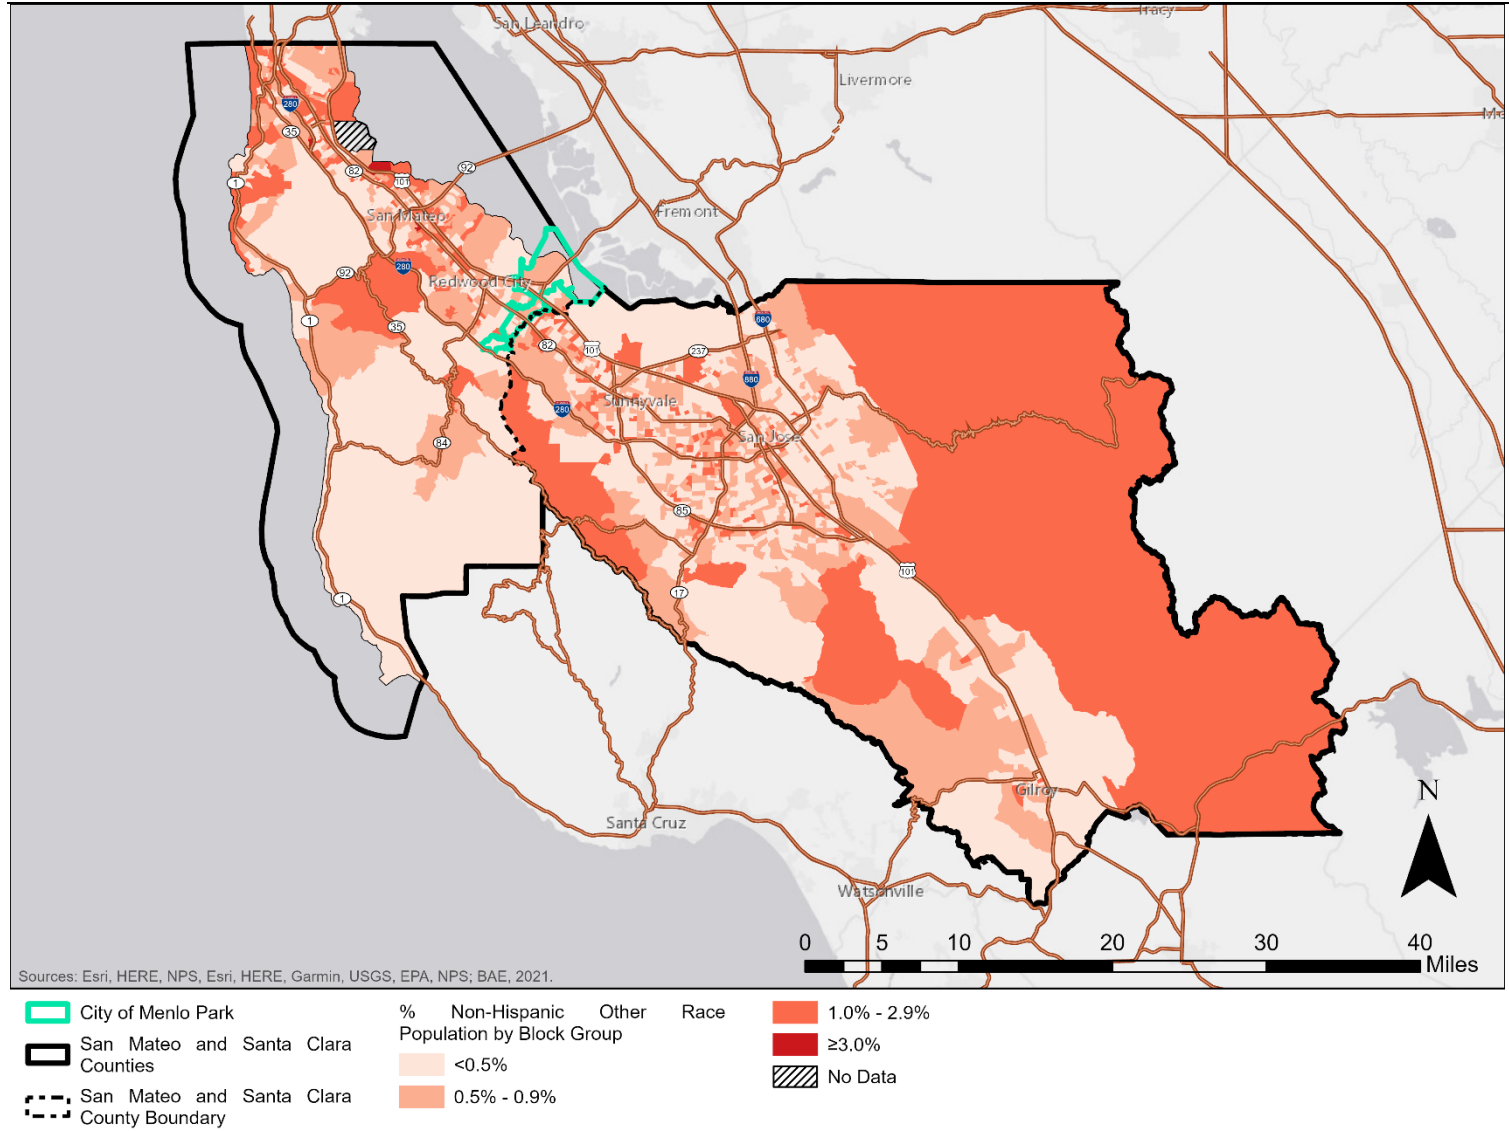 San Leandro
Tracy
Livermore
280
35
92
82
101
1
San Mateo
Fremont
92
280
Redwood City
1
35
680
82
101
237
880
280
Sunnyvale
San Jose
84
85
101
17
1
Gilroy
Santa Cruz
Watsonville
N
0 5 10 20 30 40
Miles
Sources: Esri, HERE, NPS, Esri, HERE, Garmin, USGS, EPA, NPS; BAE, 2021.
City of Menlo Park
San Mateo and Santa Clara
Counties
San Mateo and Santa Clara
County Boundary
% Non-Hispanic Other Race
Population by Block Group
<0.5%
0.5% - 0.9%
1.0% - 2.9%
≥3.0%
No Data